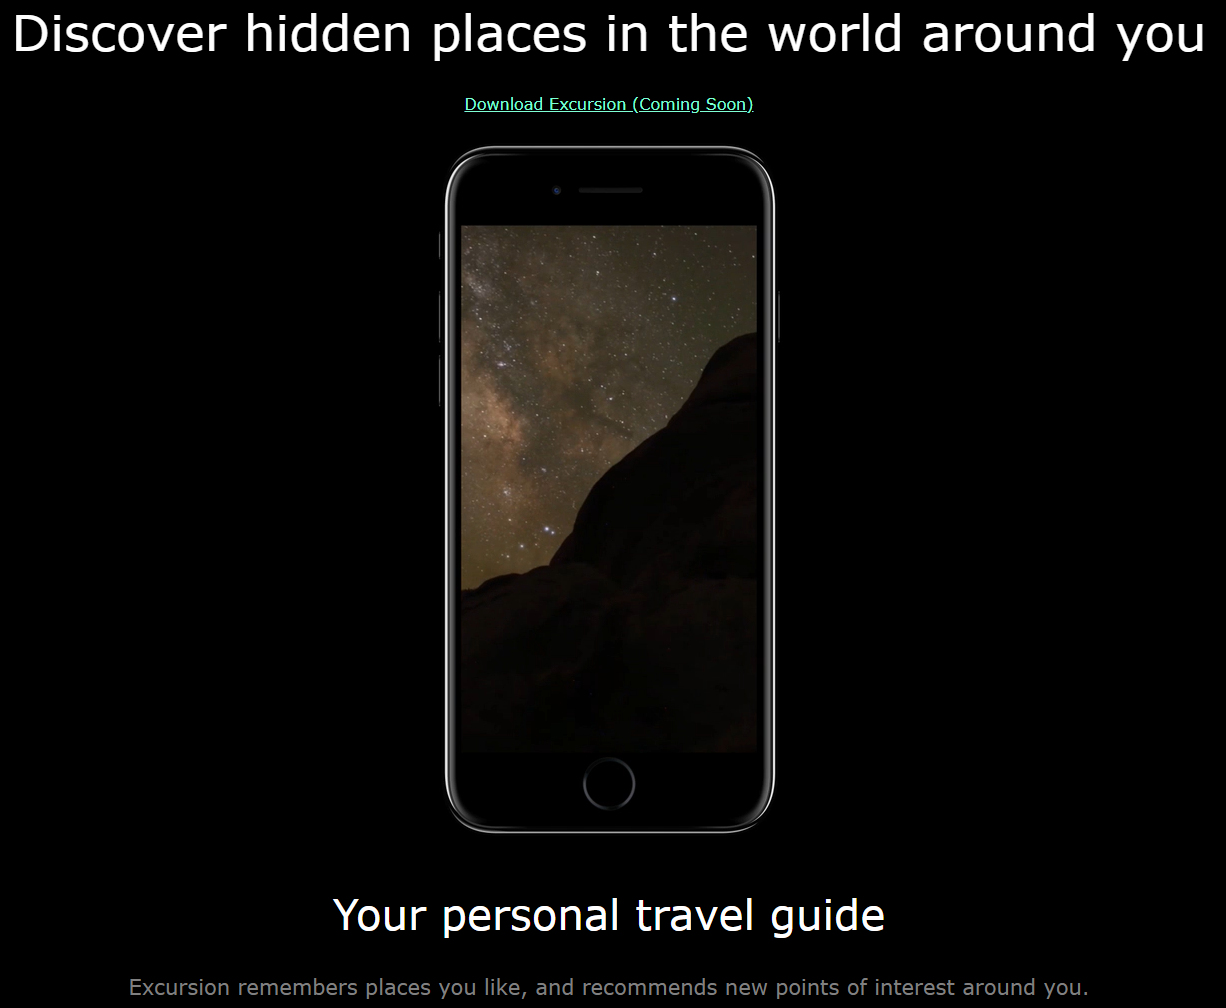 Discover hidden places in the world around you
Download Excursion (Coming Soon)
Your personal travel guide
Excursion remembers places you like, and recommends new points of interest around you.